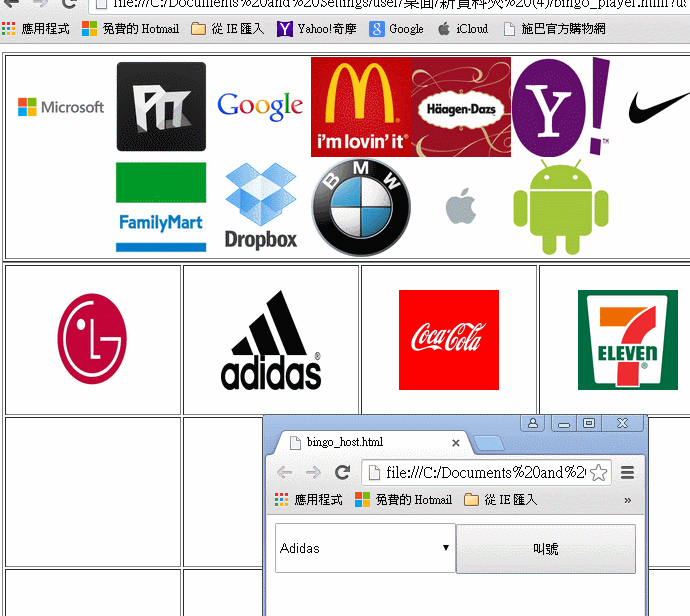 file:///C:/Documents%20and%20Settings/user/桌面/新資料夾%20(4)/bingo_player.html?us
應用程式 免費的 Hotmail 從 IE 匯入 Yahoo!奇摩 Google iCloud 施巴官方購物網
Microsoft Google i'm lovin' it® Häagen-Dazs Y! ™
FamilyMart Dropbox BMW
LG adidas® Coca-Cola 7 ELEVEN
bingo_host.html
file:///C:/Documents%20and%20
應用程式 免費的 Hotmail 從 IE 匯入 »
Adidas 叫號